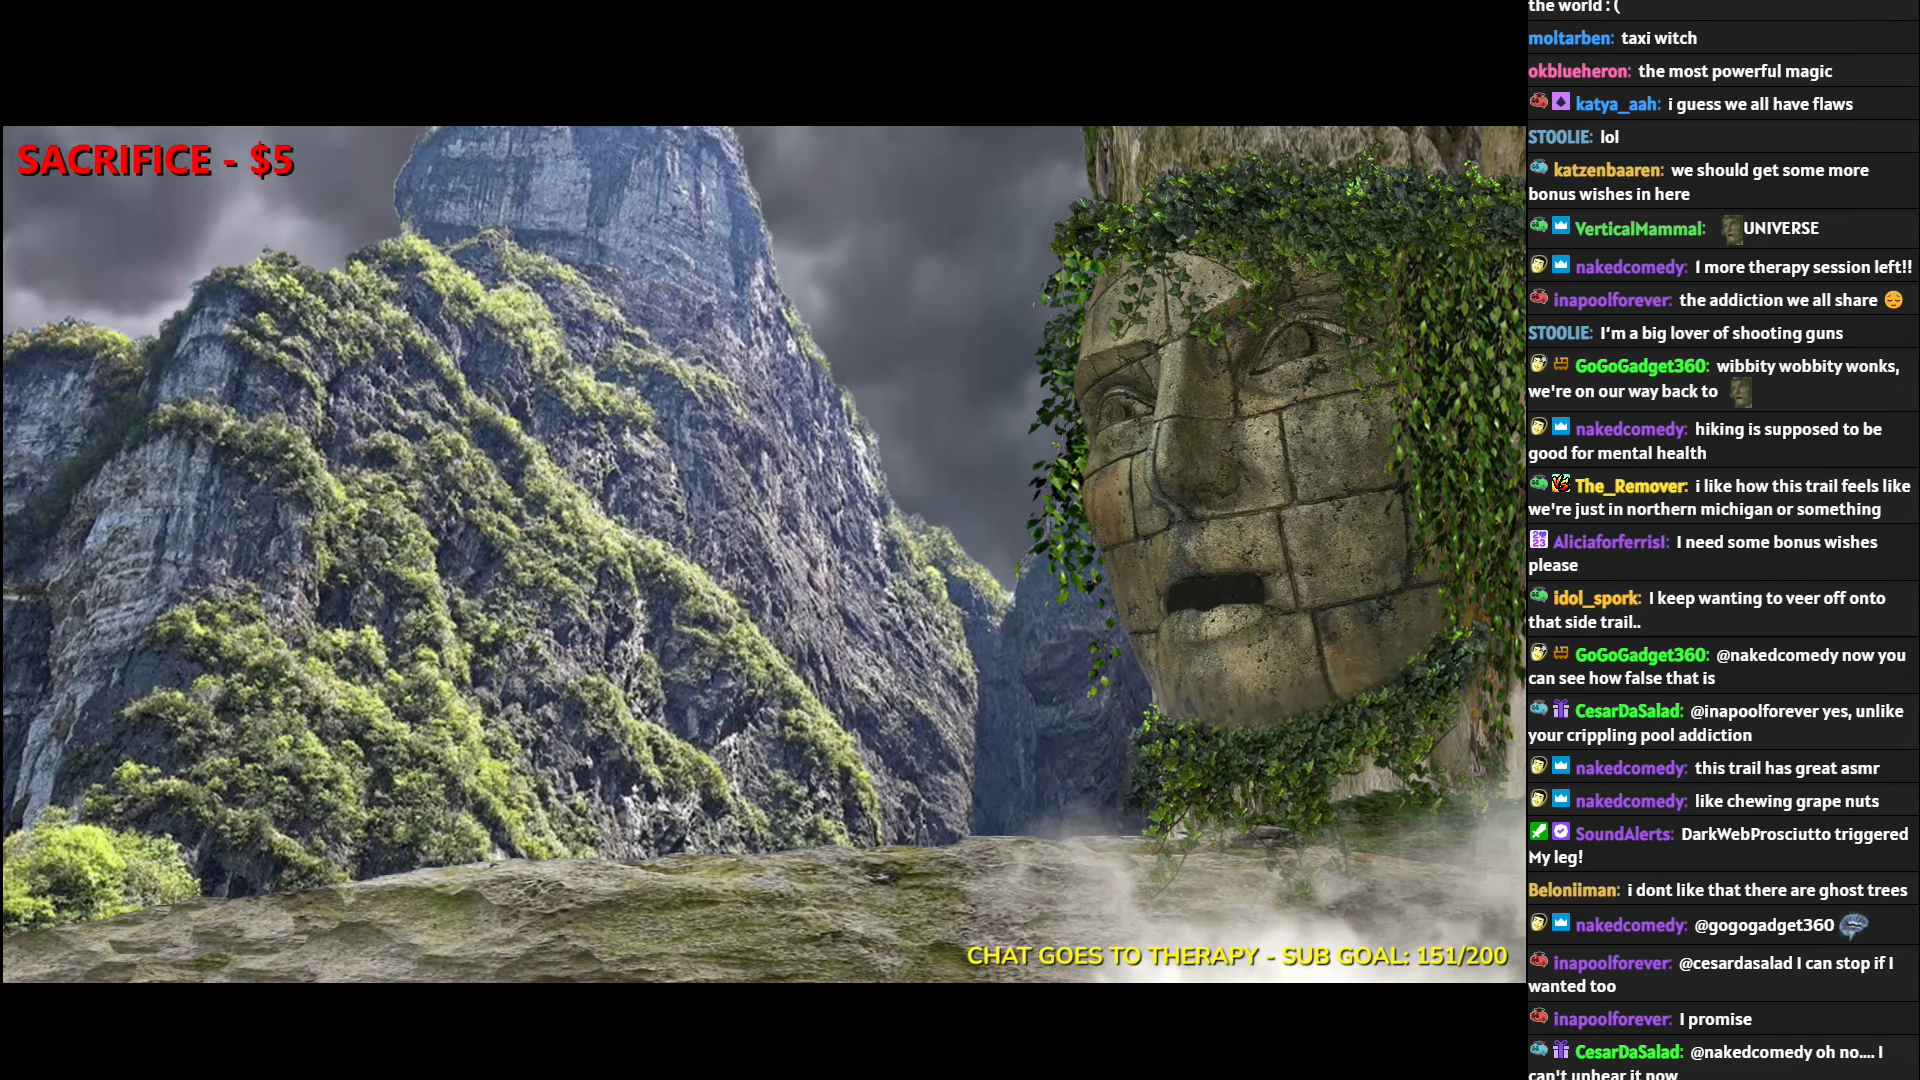 SACRIFICE - $5
CHAT GOES TO THERAPY - SUB GOAL: 151/200
the world : (
moltarben: taxi witch
okblueheron: the most powerful magic
katya_aah: i guess we all have flaws
STOOLIE: lol
katzenbaaren: we should get some more
bonus wishes in here
VerticalMammal: UNIVERSE
nakedcomedy: 1 more therapy session left!!
inapoolforever: the addiction we all share
STOOLIE: I'm a big lover of shooting guns
GoGoGadget360: wibbity wobbity wonks,
we're on our way back to
nakedcomedy: hiking is supposed to be
good for mental health
The_Remover: i like how this trail feels like
we're just in northern michigan or something
Aliciaforferris1: I need some bonus wishes
please
idol_spork: I keep wanting to veer off onto
that side trail..
GoGoGadget360: @nakedcomedy now you
can see how false that is
CesarDaSalad: @inapoolforever yes, unlike
your crippling pool addiction
nakedcomedy: this trail has great asmr
nakedcomedy: like chewing grape nuts
SoundAlerts: DarkWebProsciutto triggered
My leg!
Beloniiman: i dont like that there are ghost trees
nakedcomedy: @gogogadget360
inapoolforever: @cesardasalad I can stop if I
wanted too
inapoolforever: I promise
CesarDaSalad: @nakedcomedy oh no.... I
can't unhear it now